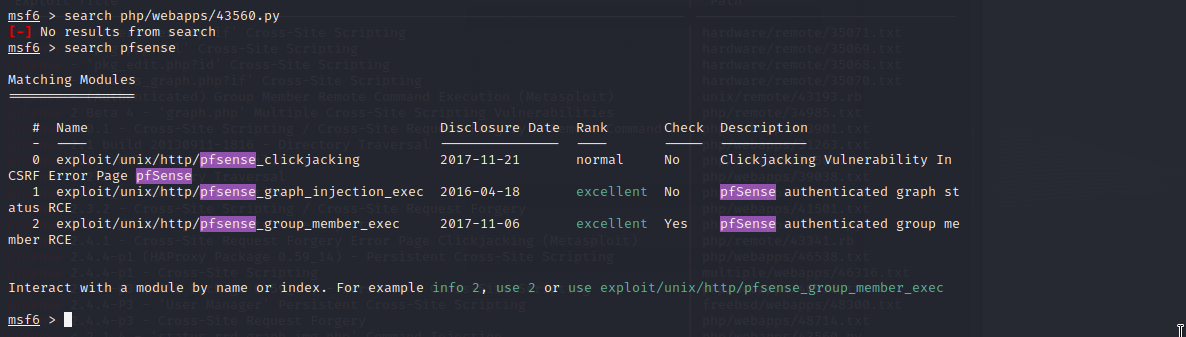 msf6 > search php/webapps/43560.py
[-] No results from search
msf6 > search pfsense
Matching Modules
================
# Name Disclosure Date Rank Check Description
- ---- --------------- ---- ----- -----------
0 exploit/unix/http/pfsense_clickjacking 2017-11-21 normal No Clickjacking Vulnerability In
CSRF Error Page pfSense
1 exploit/unix/http/pfsense_graph_injection_exec 2016-04-18 excellent No pfSense authenticated graph st
atus RCE
2 exploit/unix/http/pfsense_group_member_exec 2017-11-06 excellent Yes pfSense authenticated group me
mber RCE
Interact with a module by name or index. For example info 2, use 2 or use exploit/unix/http/pfsense_group_member_exec
msf6 >